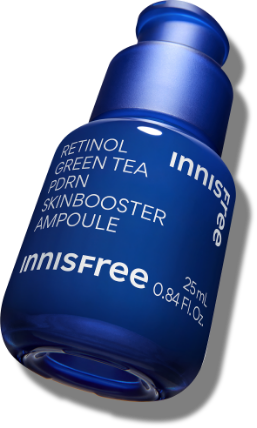 RETINOL
GREEN TEA
PDRN
SKINBOOSTER
AMPOULE
INNISFree
INNISFree
25 mL
0.84 Fl.Oz.